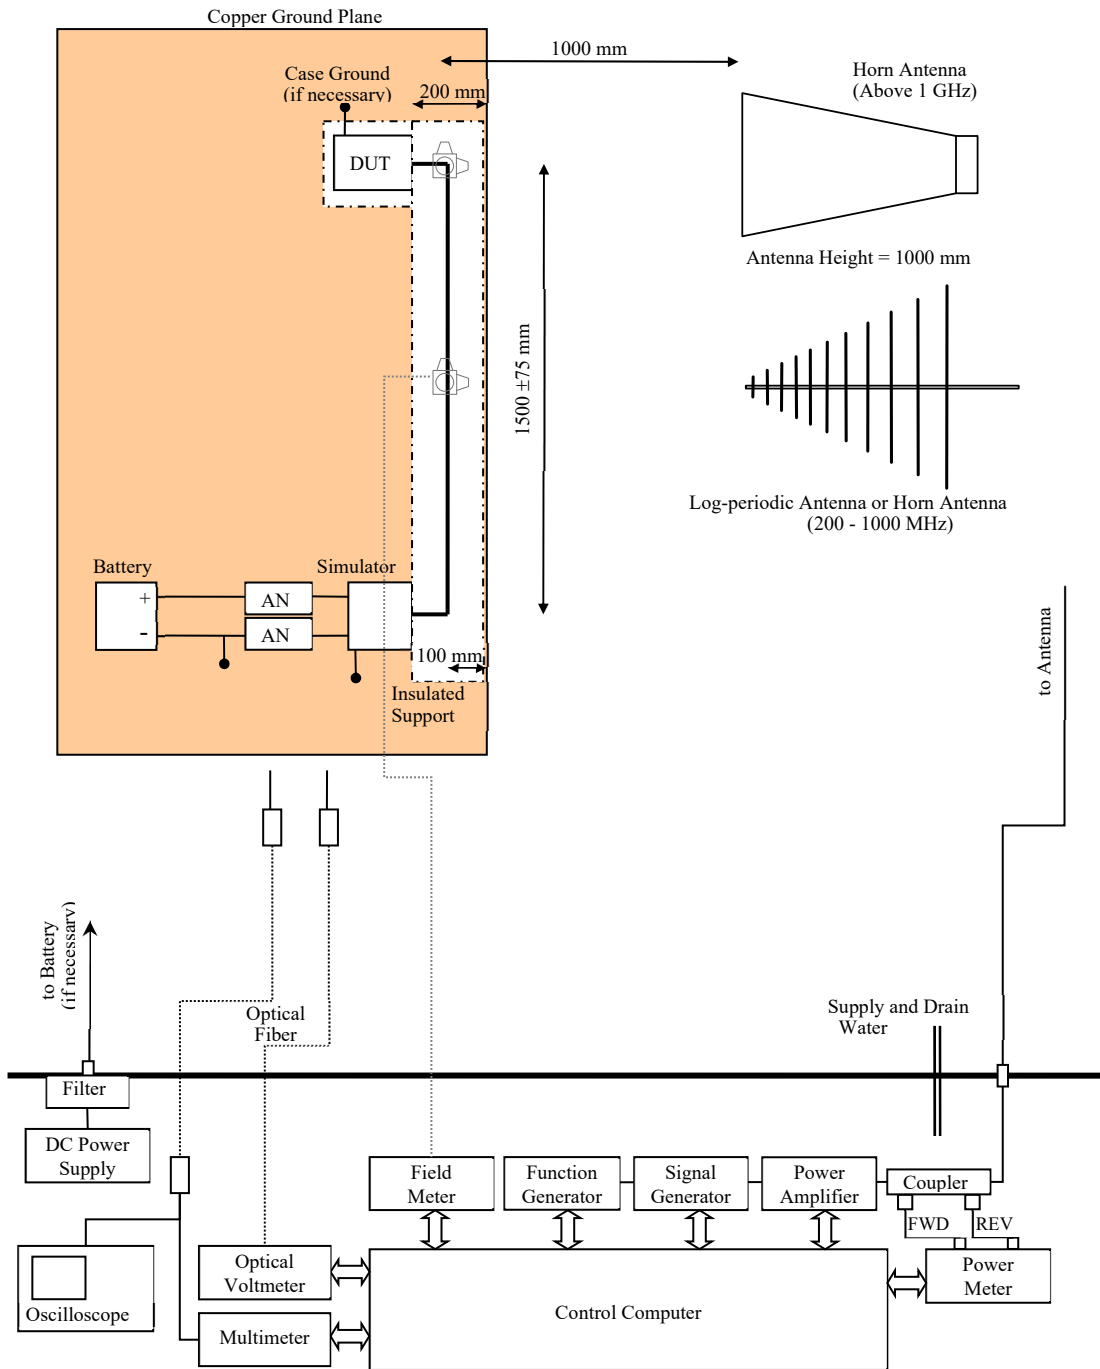 Copper Ground Plane
1000 mm
Horn Antenna
(Above 1 GHz)
Case Ground
(if necessary)
200 mm
DUT
Antenna Height = 1000 mm
1500 ±75 mm
Log-periodic Antenna or Horn Antenna
(200 - 1000 MHz)
Battery
Simulator
+
AN
-
AN
100 mm
Insulated
Support
to Antenna
to Battery
(if necessary)
Optical
Fiber
Supply and Drain
Water
Filter
DC Power
Supply
Field
Meter
Function
Generator
Signal
Generator
Power
Amplifier
Coupler
FWD
REV
Optical
Voltmeter
Power
Meter
Oscilloscope
Control Computer
Multimeter